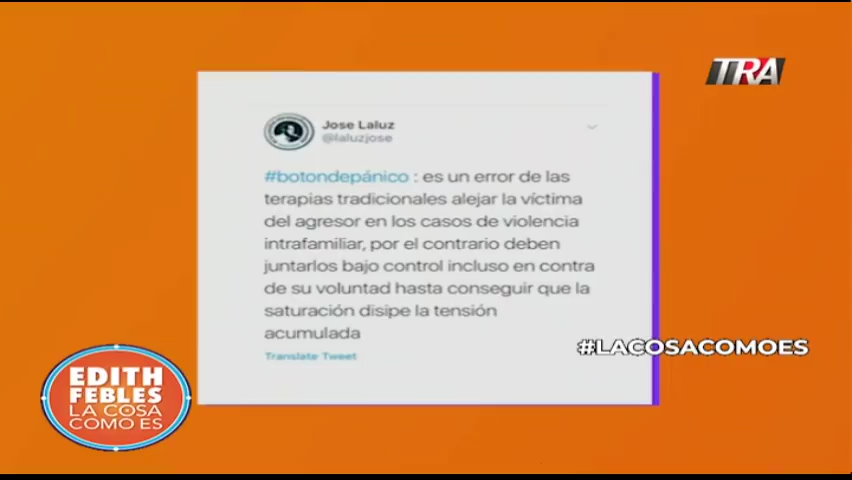 TRA
Jose Laluz
@laluzjose
#botondepánico : es un error de las
terapias tradicionales alejar la víctima
del agresor en los casos de violencia
intrafamiliar, por el contrario deben
juntarlos bajo control incluso en contra
de su voluntad hasta conseguir que la
saturación disipe la tensión
acumulada
Translate Tweet
#LACOSACOMOES
EDITH
FEBLES
LA COSA
COMO ES